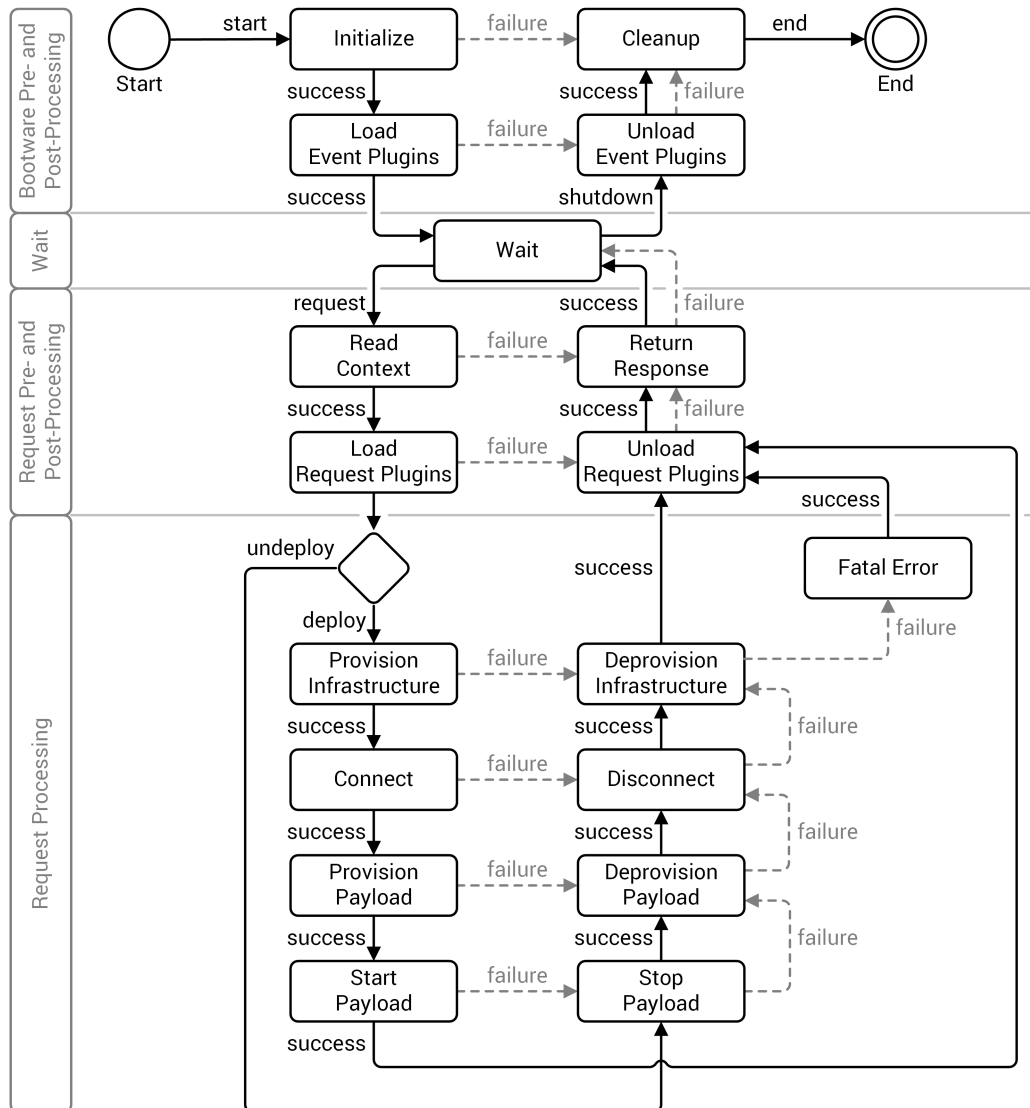 Bootware Pre- and
Post-Processing
start
Initialize
failure
Cleanup
end
Start
End
success
success
failure
Load
Event Plugins
failure
Unload
Event Plugins
success
shutdown
Wait
Wait
request
success
failure
Request Pre- and
Post-Processing
Read
Context
failure
Return
Response
success
success
failure
Load
Request Plugins
failure
Unload
Request Plugins
success
Request Processing
undeploy
success
Fatal Error
deploy
failure
Provision
Infrastructure
failure
Deprovision
Infrastructure
success
success
failure
Connect
failure
Disconnect
success
success
failure
Provision
Payload
failure
Deprovision
Payload
success
success
failure
Start
Payload
failure
Stop
Payload
success